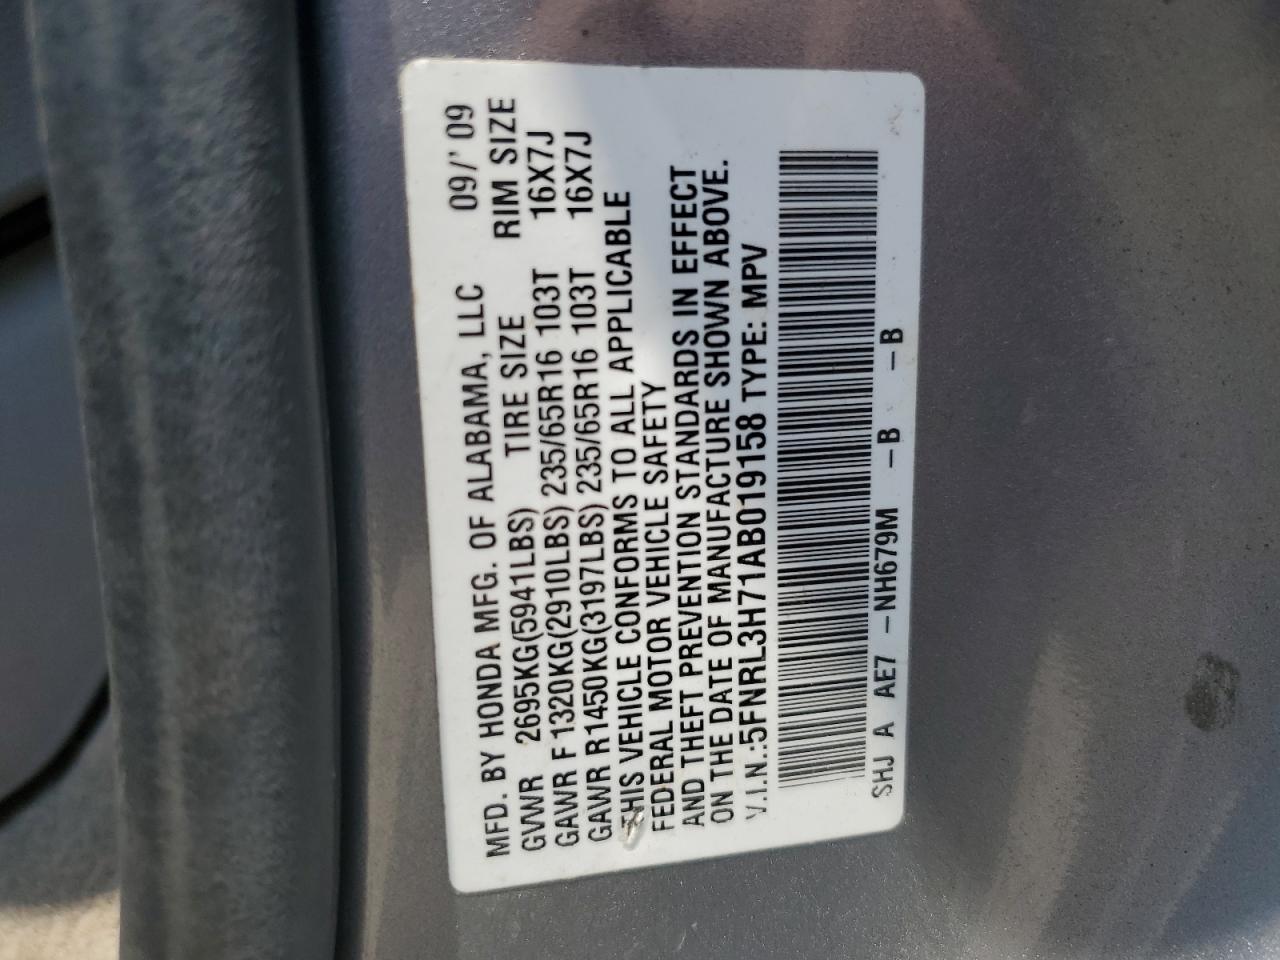 MFD. BY HONDA MFG. OF ALABAMA, LLC 09/'09
GVWR 2695KG(5941LBS) TIRE SIZE RIM SIZE
GAWR F 1320KG(2910LBS) 235/65R16 103T 16X7J
GAWR R 1450KG(3197LBS) 235/65R16 103T 16X7J
THIS VEHICLE CONFORMS TO ALL APPLICABLE
FEDERAL MOTOR VEHICLE SAFETY
AND THEFT PREVENTION STANDARDS IN EFFECT
ON THE DATE OF MANUFACTURE SHOWN ABOVE.
V.I.N.:5FNRL3H71AB019158 TYPE: MPV
SHJ A AE7 -NH679M -B -B